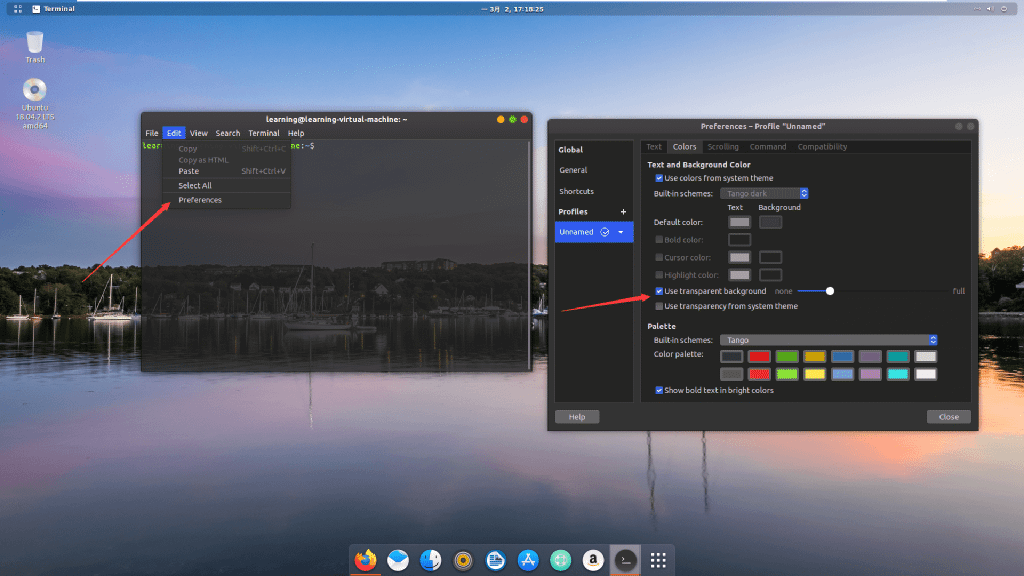 Terminal
一 3月 2, 17:18:25
Trash
Ubuntu
18.04.2 LTS
amd64
learning@learning-virtual-machine: ~
File Edit View Search Terminal Help
Copy Shift+Ctrl+C
Copy as HTML
Paste Shift+Ctrl+V
Select All
Preferences
:~$
Preferences – Profile "Unnamed"
Global
General
Shortcuts
Profiles +
Unnamed
Text Colors Scrolling Command Compatibility
Text and Background Color
Use colors from system theme
Built-in schemes: Tango dark
Text Background
Default color:
Bold color:
Cursor color:
Highlight color:
Use transparent background none full
Use transparency from system theme
Palette
Built-in schemes: Tango
Color palette:
Show bold text in bright colors
Help Close
a